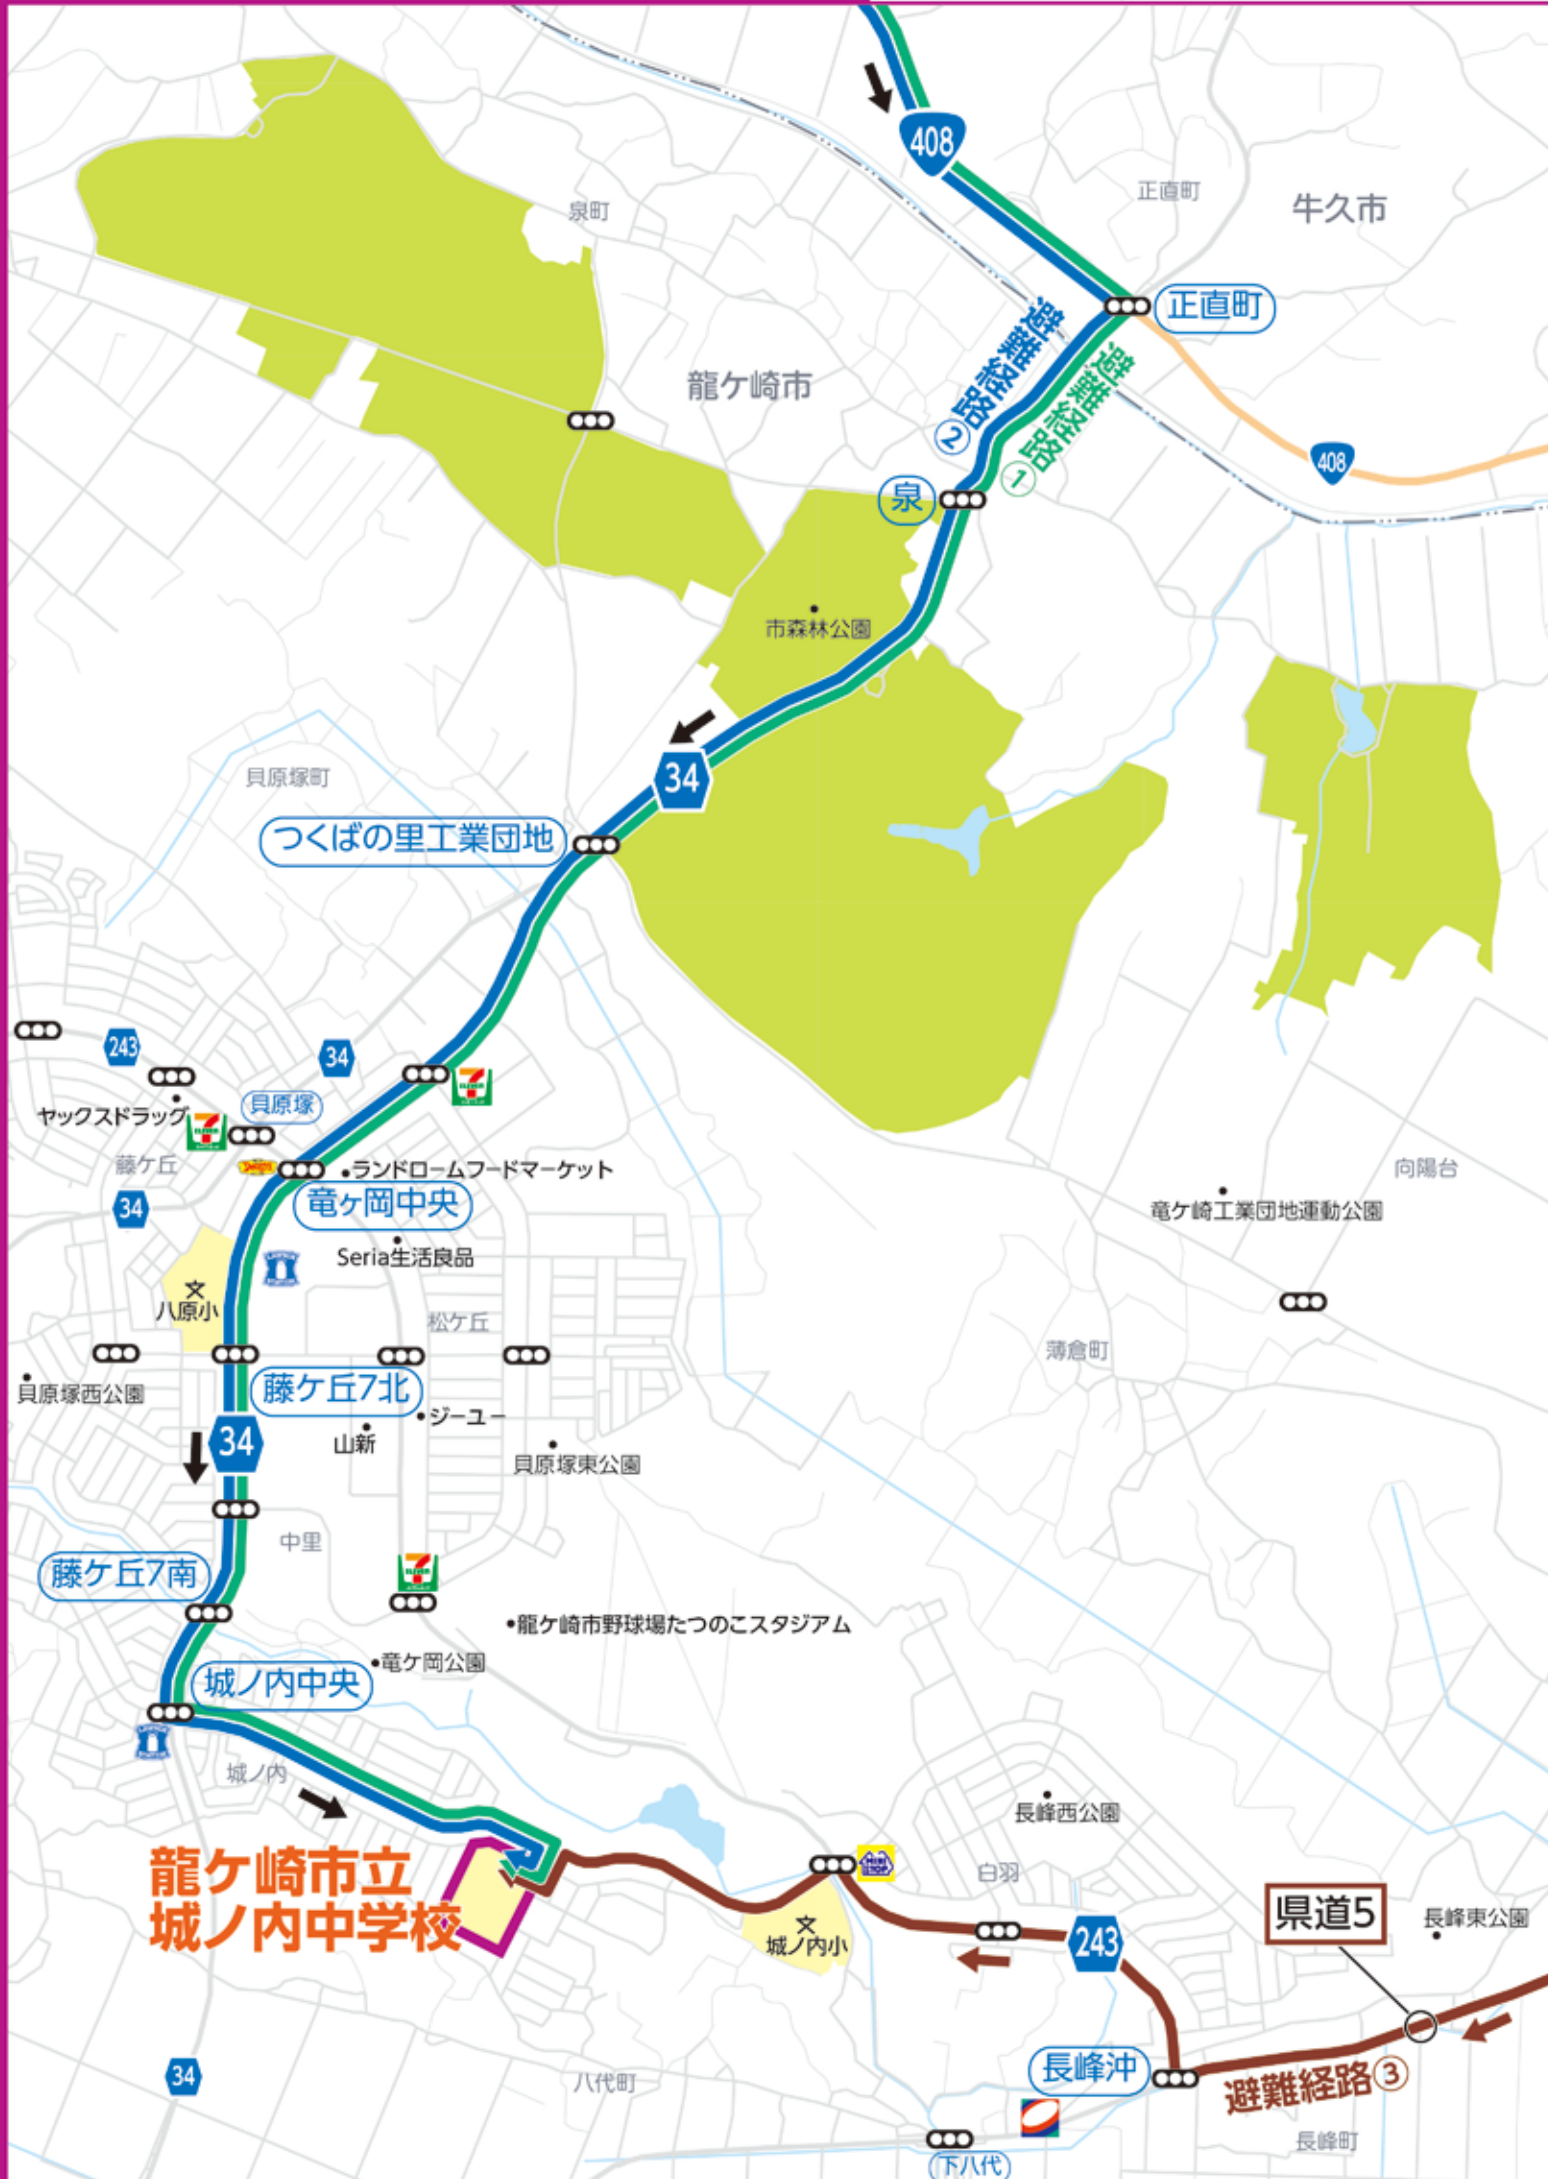 408
正直町
牛久市
泉町
正直町
避難経路②
避難経路①
龍ケ崎市
408
泉
市森林公園
34
貝原塚町
つくばの里工業団地
243
34
貝原塚
ヤックスドラッグ
藤ケ丘
ランドロームフードマーケット
竜ヶ岡中央
向陽台
竜ケ崎工業団地運動公園
34
Seria生活良品
文
八原小
松ケ丘
薄倉町
貝原塚西公園
藤ケ丘7北
ジーユー
34
山新
貝原塚東公園
中里
藤ケ丘7南
龍ケ崎市野球場たつのこスタジアム
竜ケ岡公園
城ノ内中央
城ノ内
長峰西公園
龍ケ崎市立
城ノ内中学校
白羽
文
城ノ内小
243
県道5
長峰東公園
34
八代町
長峰沖
避難経路③
長峰町
下八代